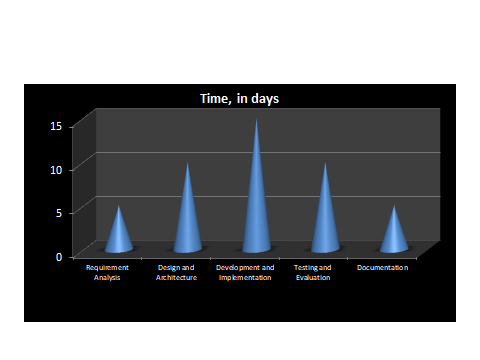 Time, in days
15
10
5
0
Requirement
Analysis
Design and
Architecture
Development and
Implementation
Testing and
Evaluation
Documentation